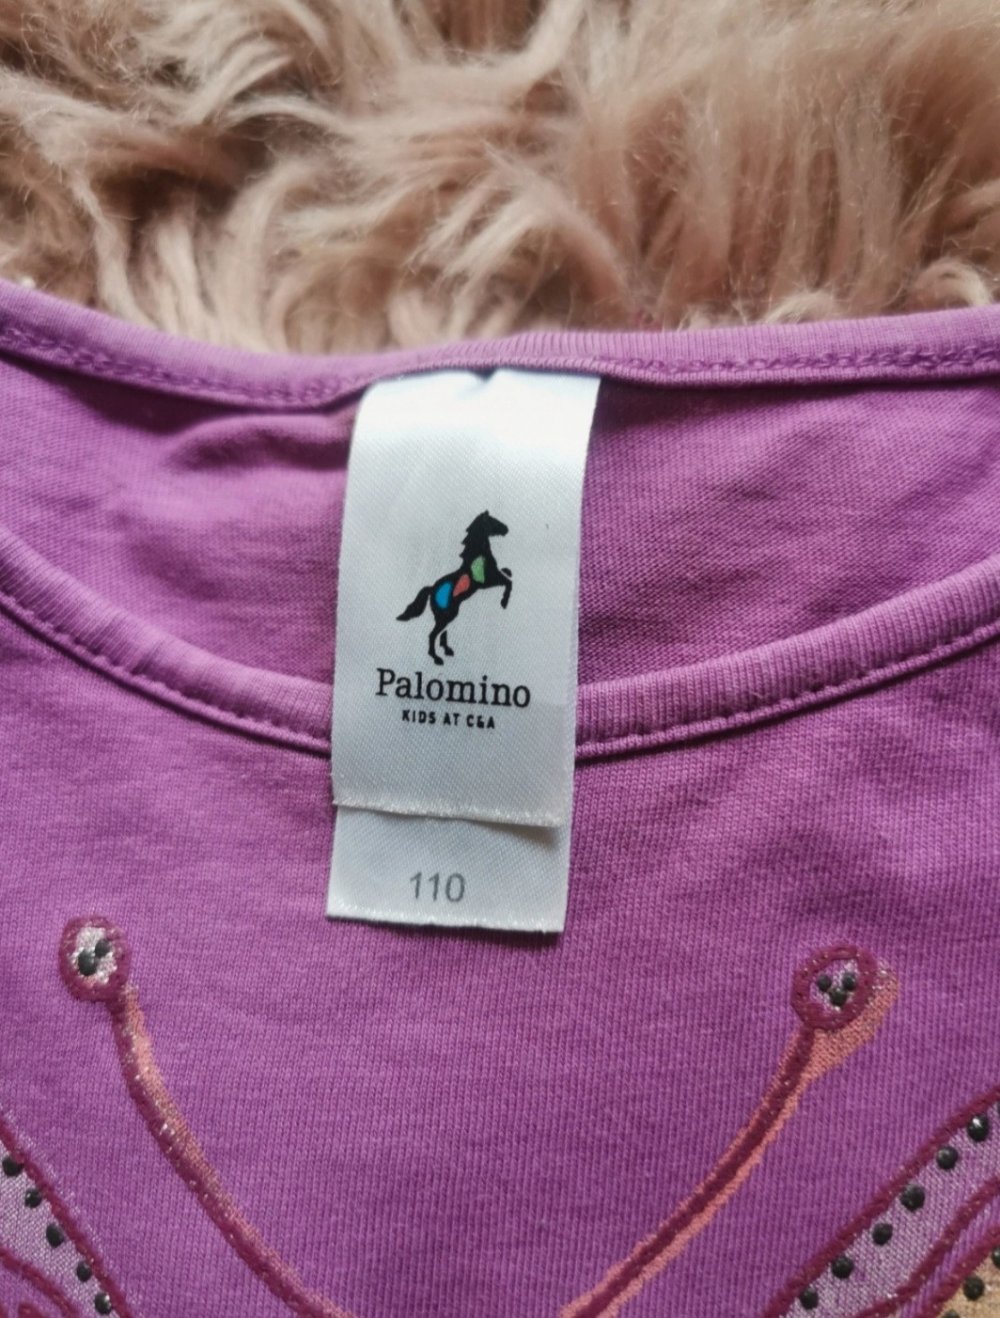 Palomino
KIDS AT C&A
110